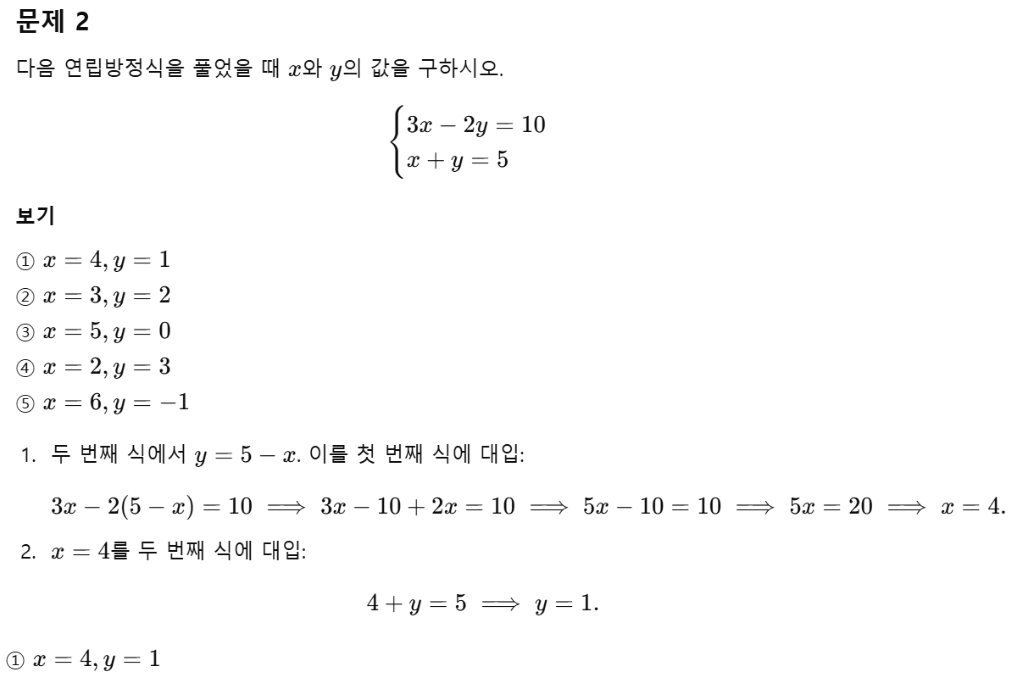 문제 2
다음 연립방정식을 풀었을 때 x와 y의 값을 구하시오.
{3x − 2y = 10
x + y = 5
보기
① x = 4, y = 1
② x = 3, y = 2
③ x = 5, y = 0
④ x = 2, y = 3
⑤ x = 6, y = −1
1. 두 번째 식에서 y = 5 − x. 이를 첫 번째 식에 대입:
3x − 2(5 − x) = 10 ⟹ 3x − 10 + 2x = 10 ⟹ 5x − 10 = 10 ⟹ 5x = 20 ⟹ x = 4.
2. x = 4를 두 번째 식에 대입:
4 + y = 5 ⟹ y = 1.
① x = 4, y = 1